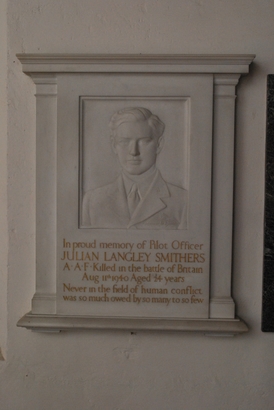 In proud memory of Pilot Officer
JULIAN LANGLEY SMITHERS
A.A.F. Killed in the battle of Britain
Aug 11th 1940 Aged 24 years
Never in the field of human conflict
was so much owed by so many to so few